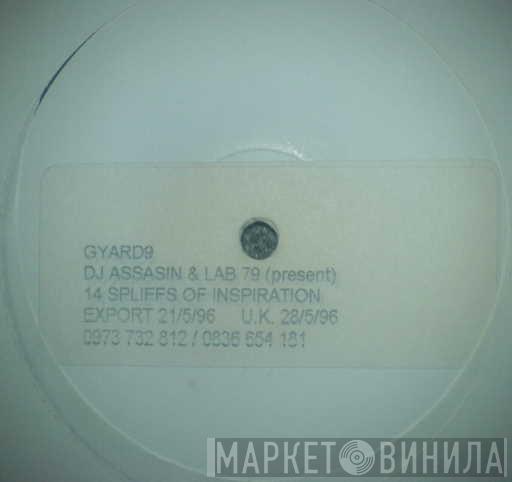 GYARD9
DJ ASSASIN & LAB 79 (present)
14 SPLIFFS OF INSPIRATION
EXPORT 21/5/96 U.K. 28/5/96
0973 732 812 / 0836 654 181
МАРКЕТ ВИНИЛА